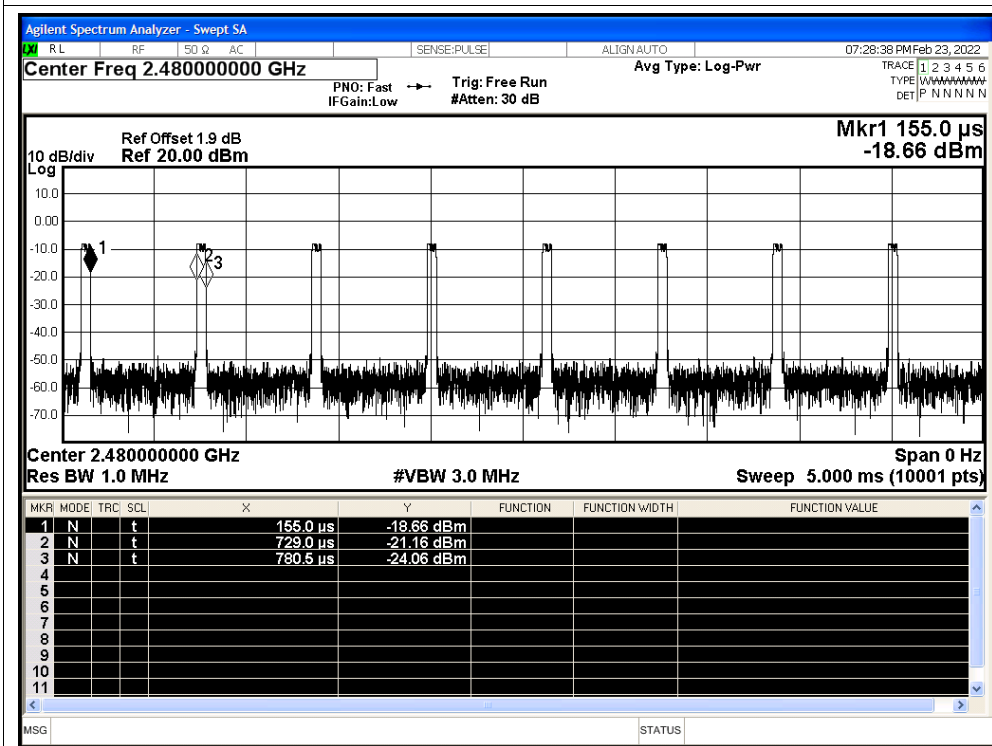 Agilent Spectrum Analyzer - Swept SA
LXI RL RF 50 Ω AC SENSE:PULSE ALIGN AUTO 07:28:38 PM Feb 23, 2022
Center Freq 2.480000000 GHz Avg Type: Log-Pwr TRACE 1 2 3 4 5 6
PNO: Fast Trig: Free Run TYPE WWWWWW
IFGain:Low #Atten: 30 dB DET P N N N N N
Mkr1 155.0 µs
Ref Offset 1.9 dB
10 dB/div Ref 20.00 dBm -18.66 dBm
Log
10.0
0.00
-10.0
-20.0
-30.0
-40.0
-50.0
-60.0
-70.0
1
2
3
Center 2.480000000 GHz Span 0 Hz
Res BW 1.0 MHz #VBW 3.0 MHz Sweep 5.000 ms (10001 pts)
MKR MODE TRC SCL X Y FUNCTION FUNCTION WIDTH FUNCTION VALUE
1 N t 155.0 µs -18.66 dBm
2 N t 729.0 µs -21.16 dBm
3 N t 780.5 µs -24.06 dBm
4
5
6
7
8
9
10
11
MSG STATUS